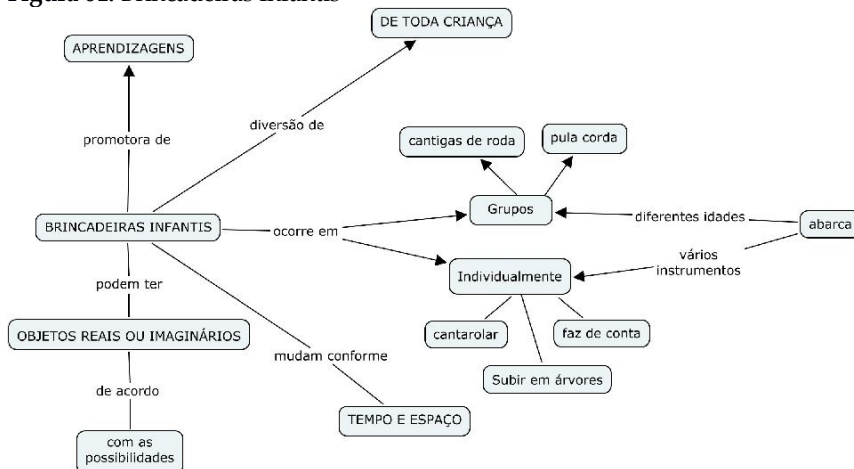 Figura 01: Brincadeiras Infantis
DE TODA CRIANÇA
APRENDIZAGENS
promotora de
diversão de
cantigas de roda
pula corda
Grupos
diferentes idades
abarca
BRINCADEIRAS INFANTIS
ocorre em
vários
instrumentos
Individualmente
podem ter
cantarolar
faz de conta
OBJETOS REAIS OU IMAGINÁRIOS
mudam conforme
Subir em árvores
de acordo
TEMPO E ESPAÇO
com as
possibilidades